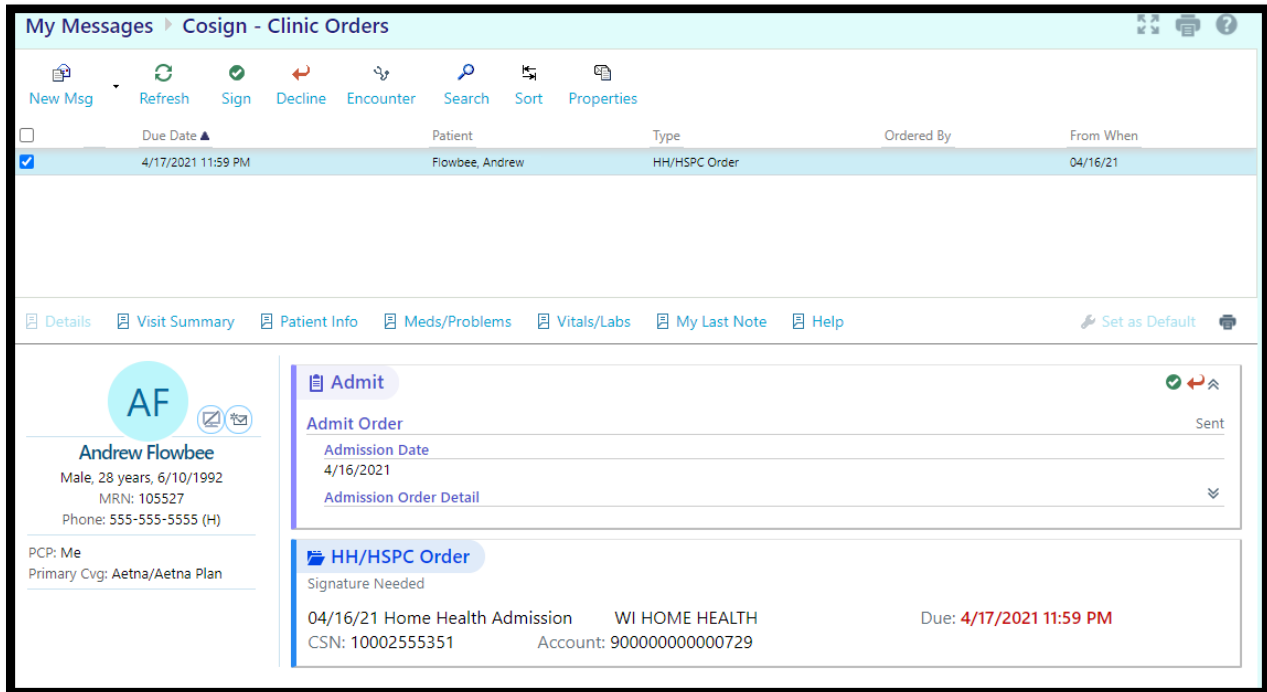 My Messages Cosign - Clinic Orders
New Msg Refresh Sign Decline Encounter Search Sort Properties
Due Date Patient Type Ordered By From When
4/17/2021 11:59 PM Flowbee, Andrew HH/HSPC Order 04/16/21
Details Visit Summary Patient Info Meds/Problems Vitals/Labs My Last Note Help Set as Default
AF
Andrew Flowbee
Male, 28 years, 6/10/1992
MRN: 105527
Phone: 555-555-5555 (H)
PCP: Me
Primary Cvg: Aetna/Aetna Plan
Admit
Admit Order Sent
Admission Date
4/16/2021
Admission Order Detail
HH/HSPC Order
Signature Needed
04/16/21 Home Health Admission WI HOME HEALTH Due: 4/17/2021 11:59 PM
CSN: 10002555351 Account: 900000000000729